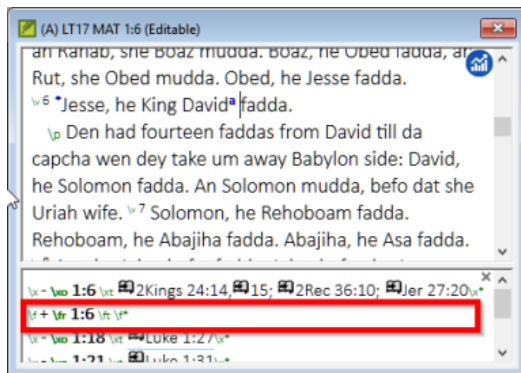 (A) LT17 MAT 1:6 (Editable)
an Rahab, she Boaz mudda. Boaz, he Obed fadda, an
Rut, she Obed mudda. Obed, he Jesse fadda.
\v 6 *Jesse, he King Davidᵃ fadda.
\p Den had fourteen faddas from David till da
capcha wen dey take um away Babylon side: David,
he Solomon fadda. An Solomon mudda, befo dat she
Uriah wife. \v 7 Solomon, he Rehoboam fadda.
Rehoboam, he Abajiha fadda. Abajiha, he Asa fadda.
\x - \xo 1:6 \xt 2Kings 24:14,15; 2Rec 36:10; Jer 27:20\x*
\f + \fr 1:6 \ft \f*
\x - \xo 1:18 \xt Luke 1:27\x*
\x - \xo 1:21 \xt Luke 1:31\x*